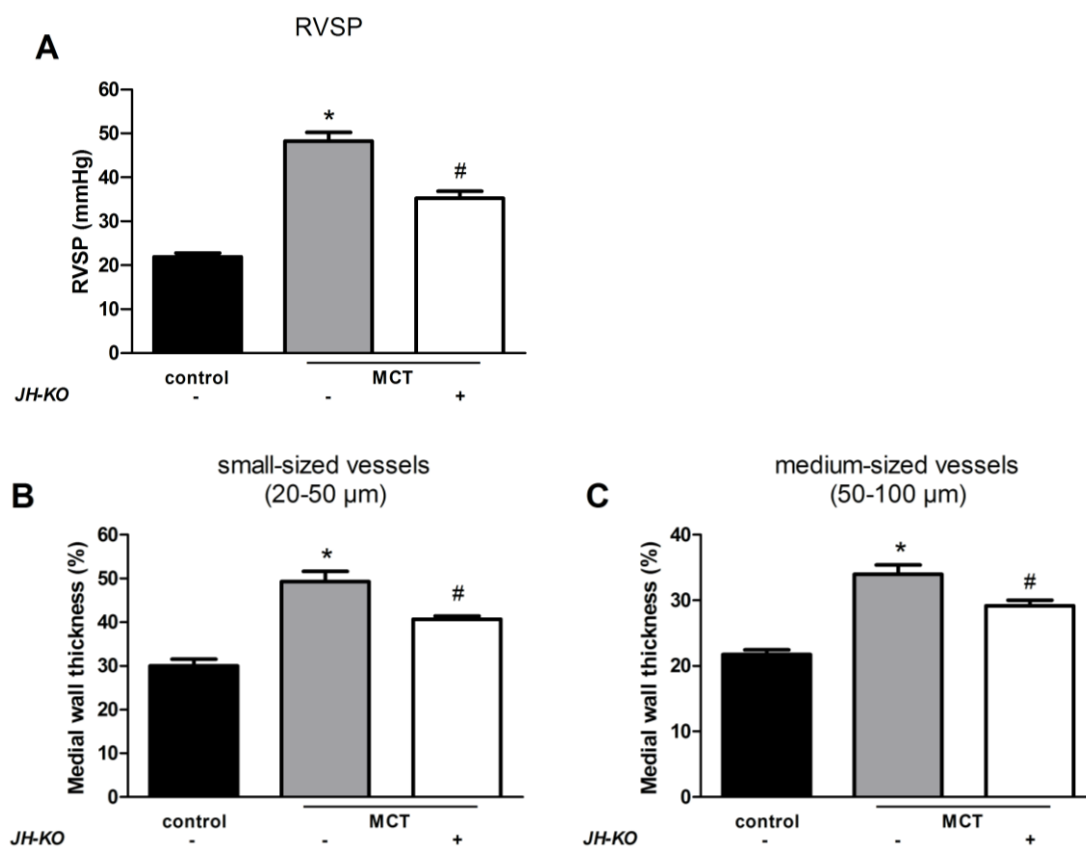 A
RVSP
RVSP (mmHg)
60
50
40
30
20
10
0
*
#
control
MCT
JH-KO
-
-
+
B
small-sized vessels
(20-50 µm)
Medial wall thickness (%)
60
50
40
30
20
10
0
*
#
control
MCT
JH-KO
-
-
+
C
medium-sized vessels
(50-100 µm)
Medial wall thickness (%)
40
30
20
10
0
*
#
control
MCT
JH-KO
-
-
+